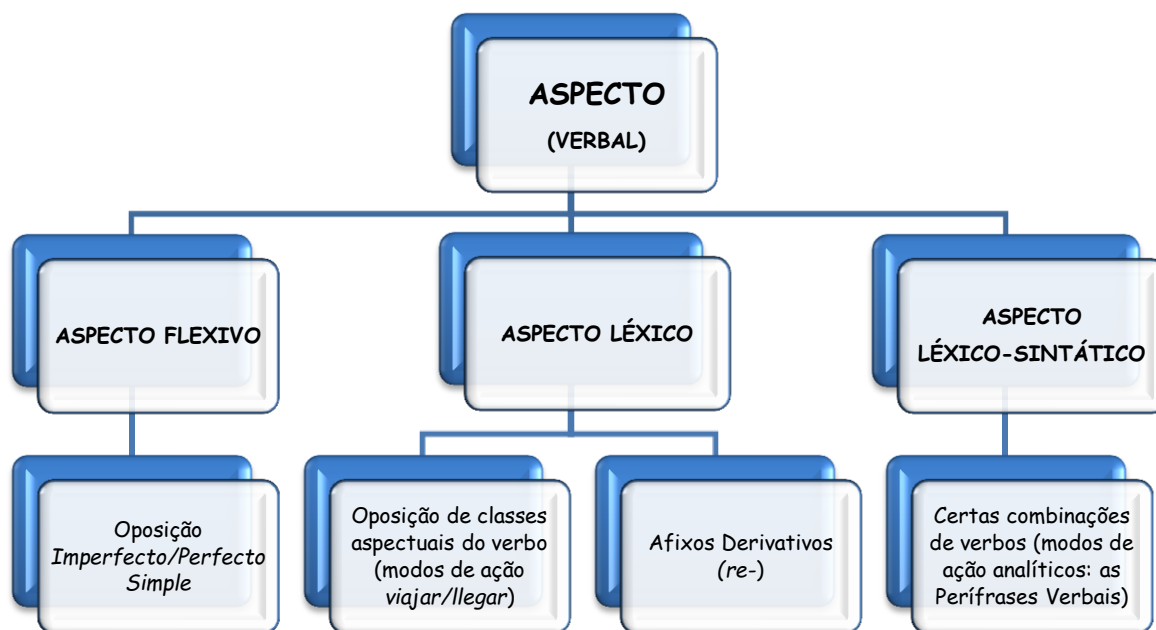 ASPECTO
(VERBAL)
ASPECTO FLEXIVO
ASPECTO LÉXICO
ASPECTO
LÉXICO-SINTÁTICO
Oposição
Imperfecto/Perfecto
Simple
Oposição de classes
aspectuais do verbo
(modos de ação
viajar/llegar)
Afixos Derivativos
(re-)
Certas combinações
de verbos (modos de
ação analíticos: as
Perífrases Verbais)